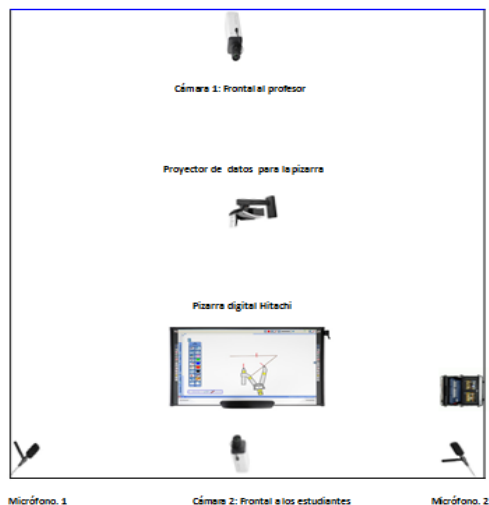 Cámara 1: Frontal al profesor
Proyector de datos para la pizarra
Pizarra digital Hitachi
Micrófono. 1
Cámara 2: Frontal a los estudiantes
Micrófono. 2